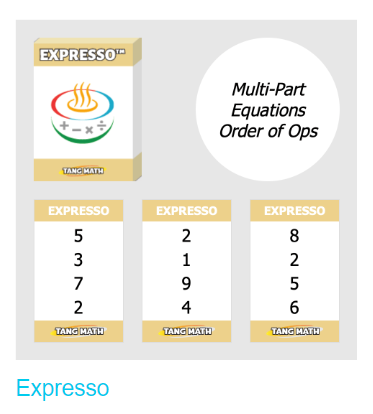 EXPRESSO™
+ − × ÷
TANG MATH
Multi-Part
Equations
Order of Ops
EXPRESSO
5
3
7
2
TANG MATH
EXPRESSO
2
1
9
4
TANG MATH
EXPRESSO
8
2
5
6
TANG MATH
Expresso